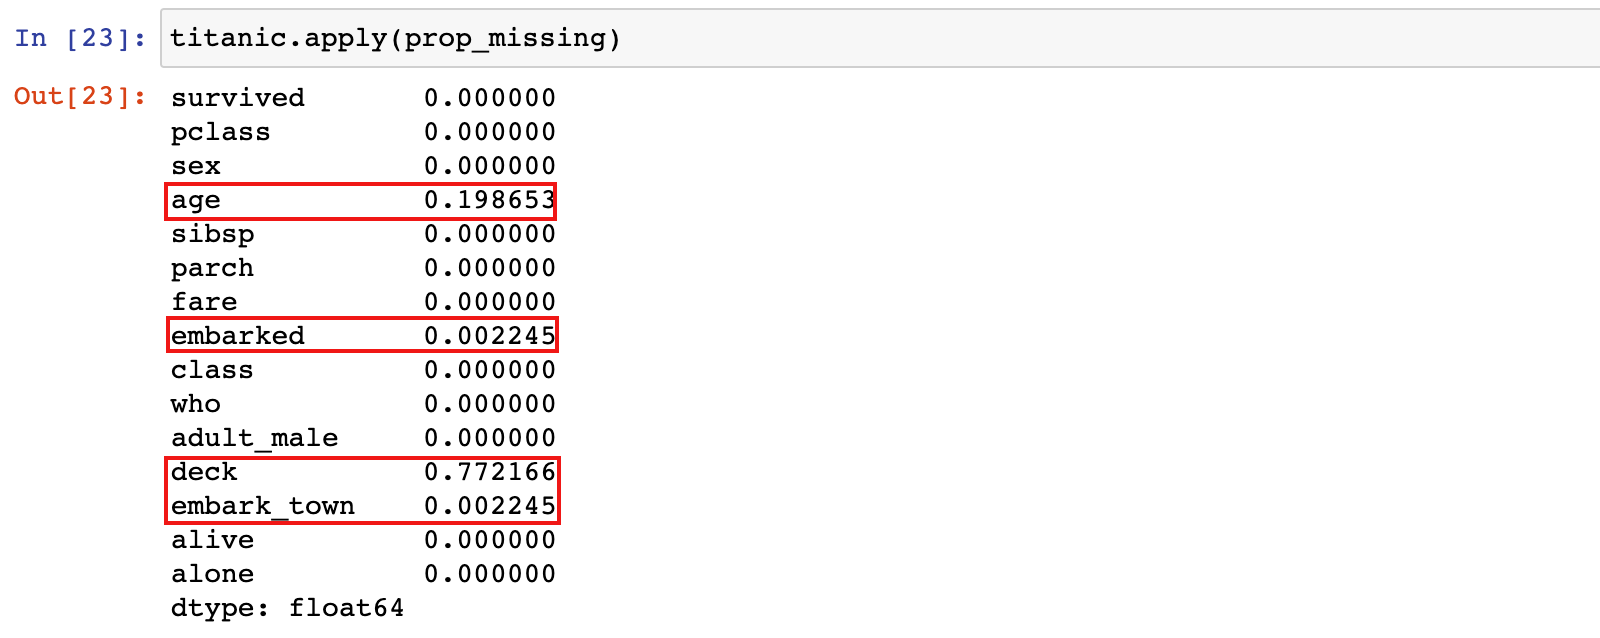 In [23]: titanic.apply(prop_missing)
Out[23]: survived 0.000000
pclass 0.000000
sex 0.000000
age 0.198653
sibsp 0.000000
parch 0.000000
fare 0.000000
embarked 0.002245
class 0.000000
who 0.000000
adult_male 0.000000
deck 0.772166
embark_town 0.002245
alive 0.000000
alone 0.000000
dtype: float64